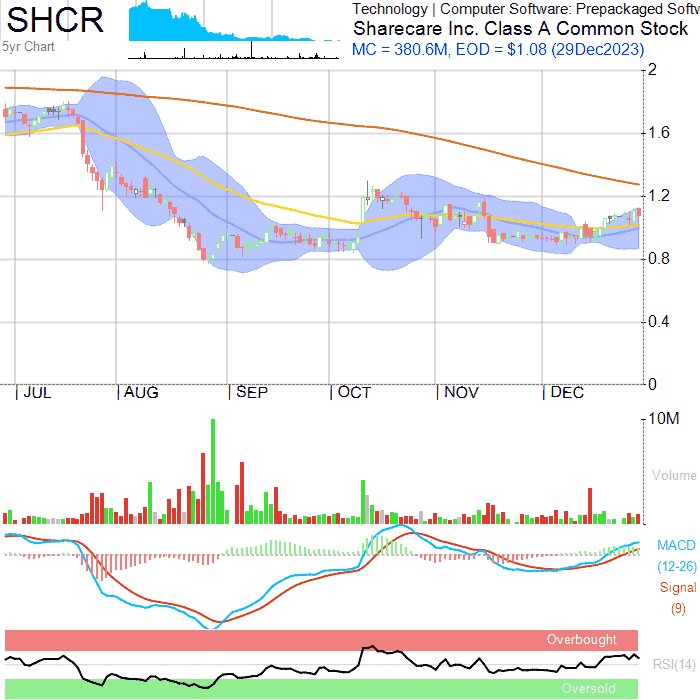 SHCR
5yr Chart
Technology | Computer Software: Prepackaged Softw
Sharecare Inc. Class A Common Stock
MC = 380.6M, EOD = $1.08 (29Dec2023)
2
1.6
1.2
0.8
0.4
0
| JUL | AUG | SEP | OCT | NOV | DEC
10M
Volume
MACD
(12-26)
Signal
(9)
Overbought
RSI(14)
Oversold